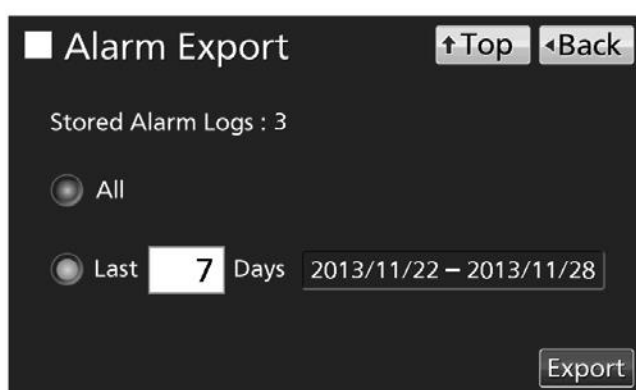 Alarm Export ↑Top ◂Back
Stored Alarm Logs : 3
All
Last 7 Days 2013/11/22 – 2013/11/28
Export